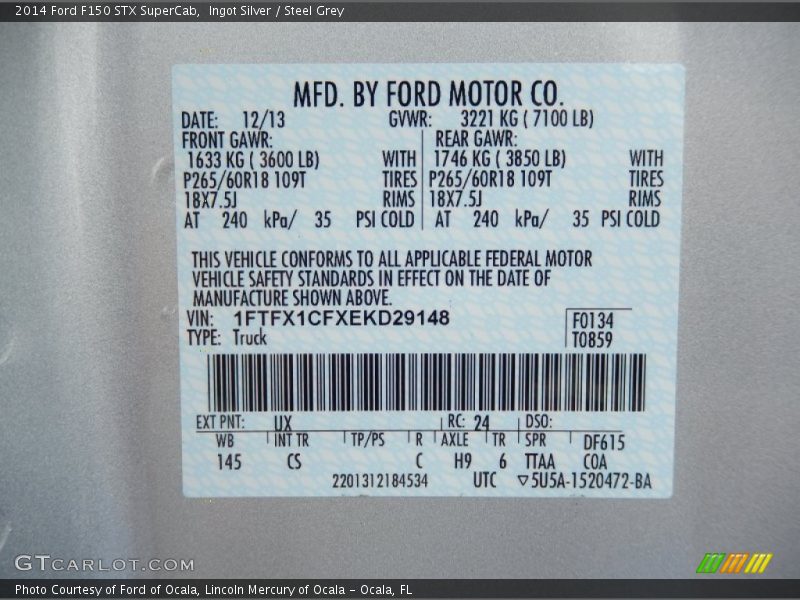 2014 Ford F150 STX SuperCab, Ingot Silver / Steel Grey
MFD. BY FORD MOTOR CO.
DATE: 12/13 GVWR: 3221 KG ( 7100 LB)
FRONT GAWR: REAR GAWR:
1633 KG ( 3600 LB) WITH 1746 KG ( 3850 LB) WITH
P265/60R18 109T TIRES P265/60R18 109T TIRES
18X7.5J RIMS 18X7.5J RIMS
AT 240 kPa/ 35 PSI COLD AT 240 kPa/ 35 PSI COLD
THIS VEHICLE CONFORMS TO ALL APPLICABLE FEDERAL MOTOR
VEHICLE SAFETY STANDARDS IN EFFECT ON THE DATE OF
MANUFACTURE SHOWN ABOVE.
VIN: 1FTFX1CFXEKD29148 F0134
TYPE: Truck T0859
EXT PNT: UX RC: 24 DSO:
WB INT TR TP/PS R AXLE TR SPR DF615
145 CS C H9 6 TTAA COA
2201312184534 UTC ▽5U5A-1520472-BA
GTCARLOT.COM
Photo Courtesy of Ford of Ocala, Lincoln Mercury of Ocala - Ocala, FL